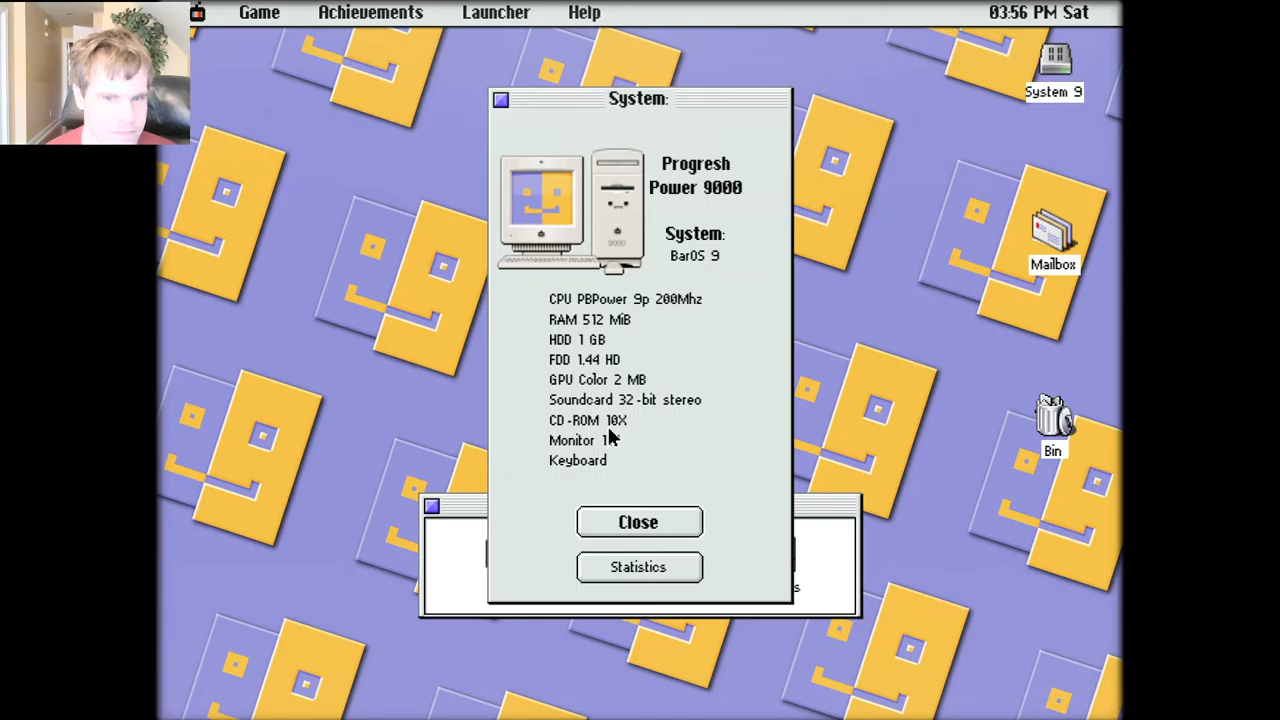 Game Achievements Launcher Help 03:56 PM Sat
System 9
System:
Progresh
Power 9000
System:
BarOS 9
9000
CPU PBPower 9p 200Mhz
RAM 512 MiB
HDD 1 GB
FDD 1.44 HD
GPU Color 2 MB
Soundcard 32-bit stereo
CD-ROM 10X
Monitor
Keyboard
Close
Statistics
Mailbox
Bin